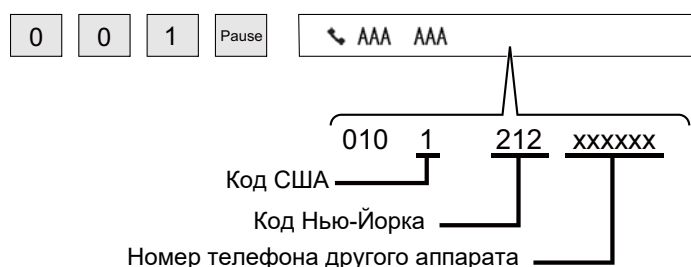 0 0 1 Pause AAA AAA
010 1 212 xxxxxx
Код США
Код Нью-Йорка
Номер телефона другого аппарата